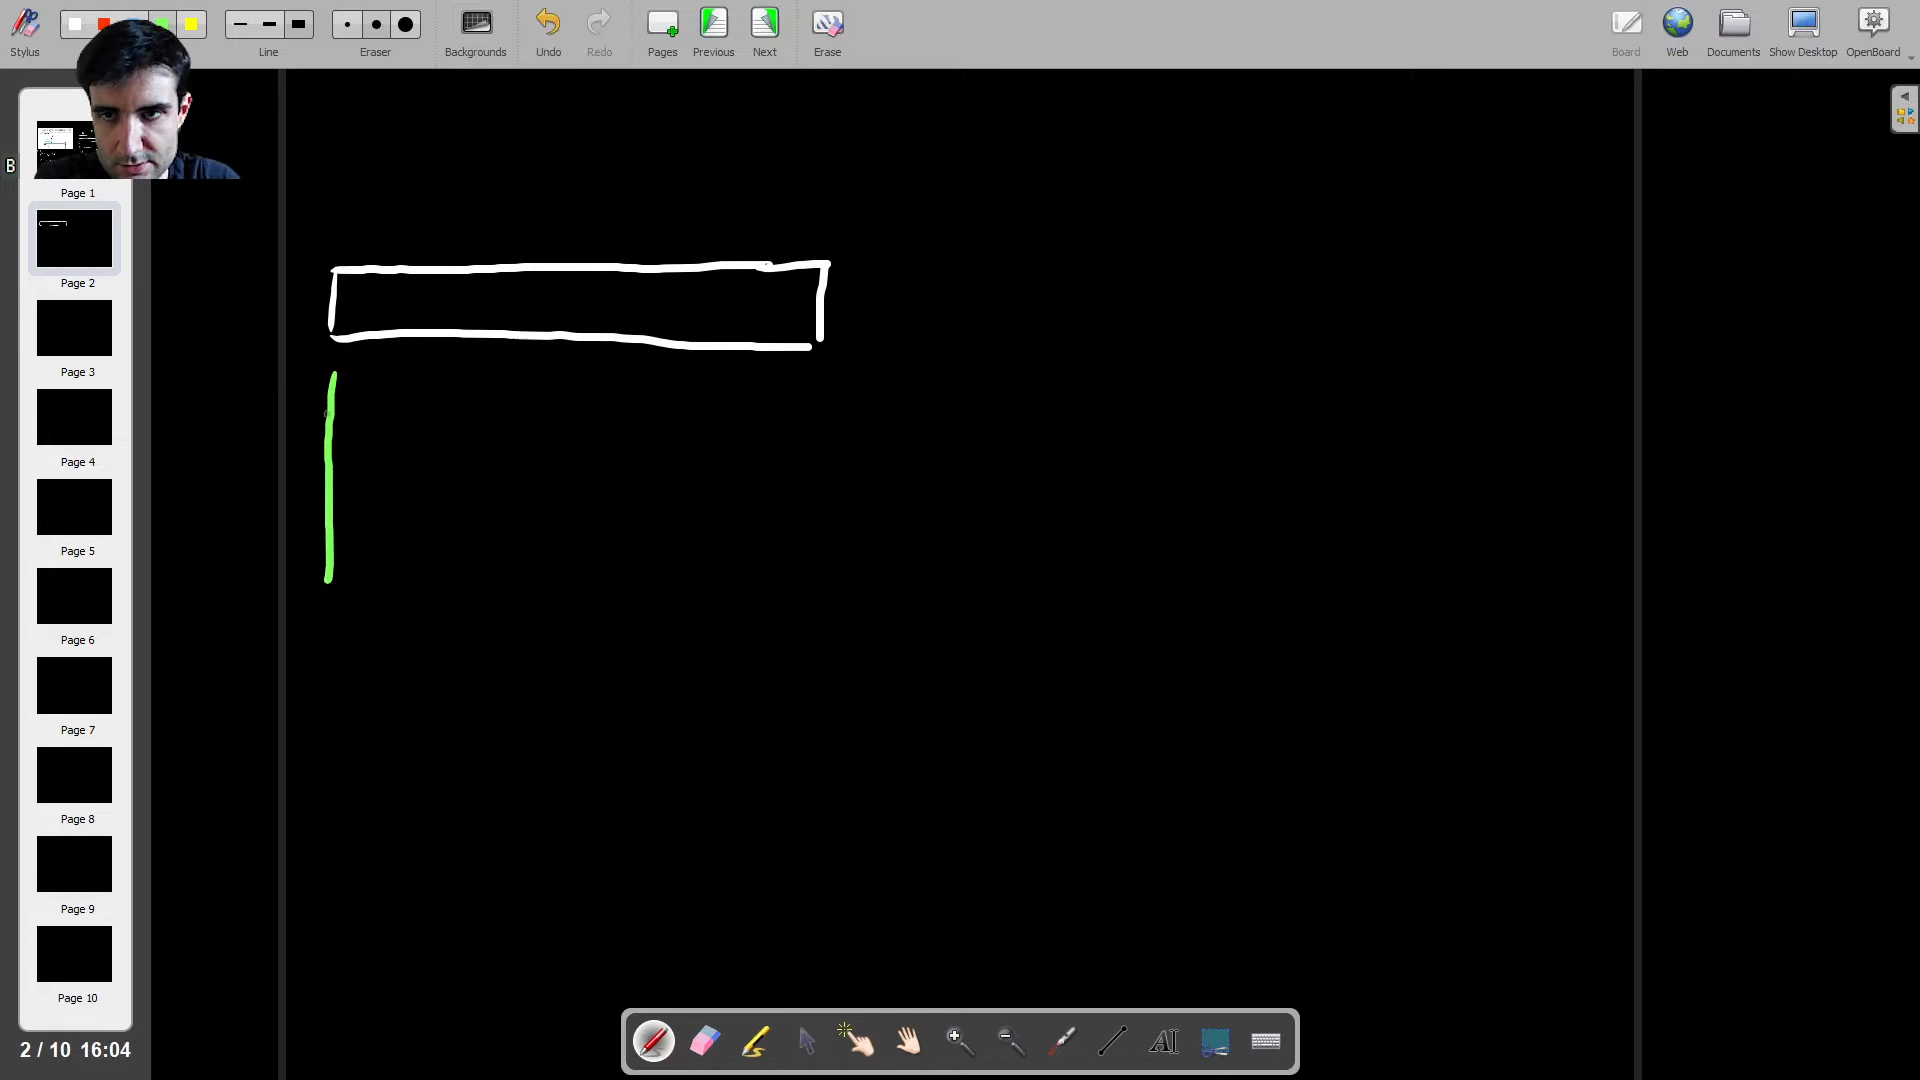 Stylus
Line
Eraser
Backgrounds
Undo
Redo
Pages
Previous
Next
Erase
Board
Web
Documents
Show Desktop
OpenBoard
B
Page 1
Page 2
Page 3
Page 4
Page 5
Page 6
Page 7
Page 8
Page 9
Page 10
2 / 10 16:04
AI